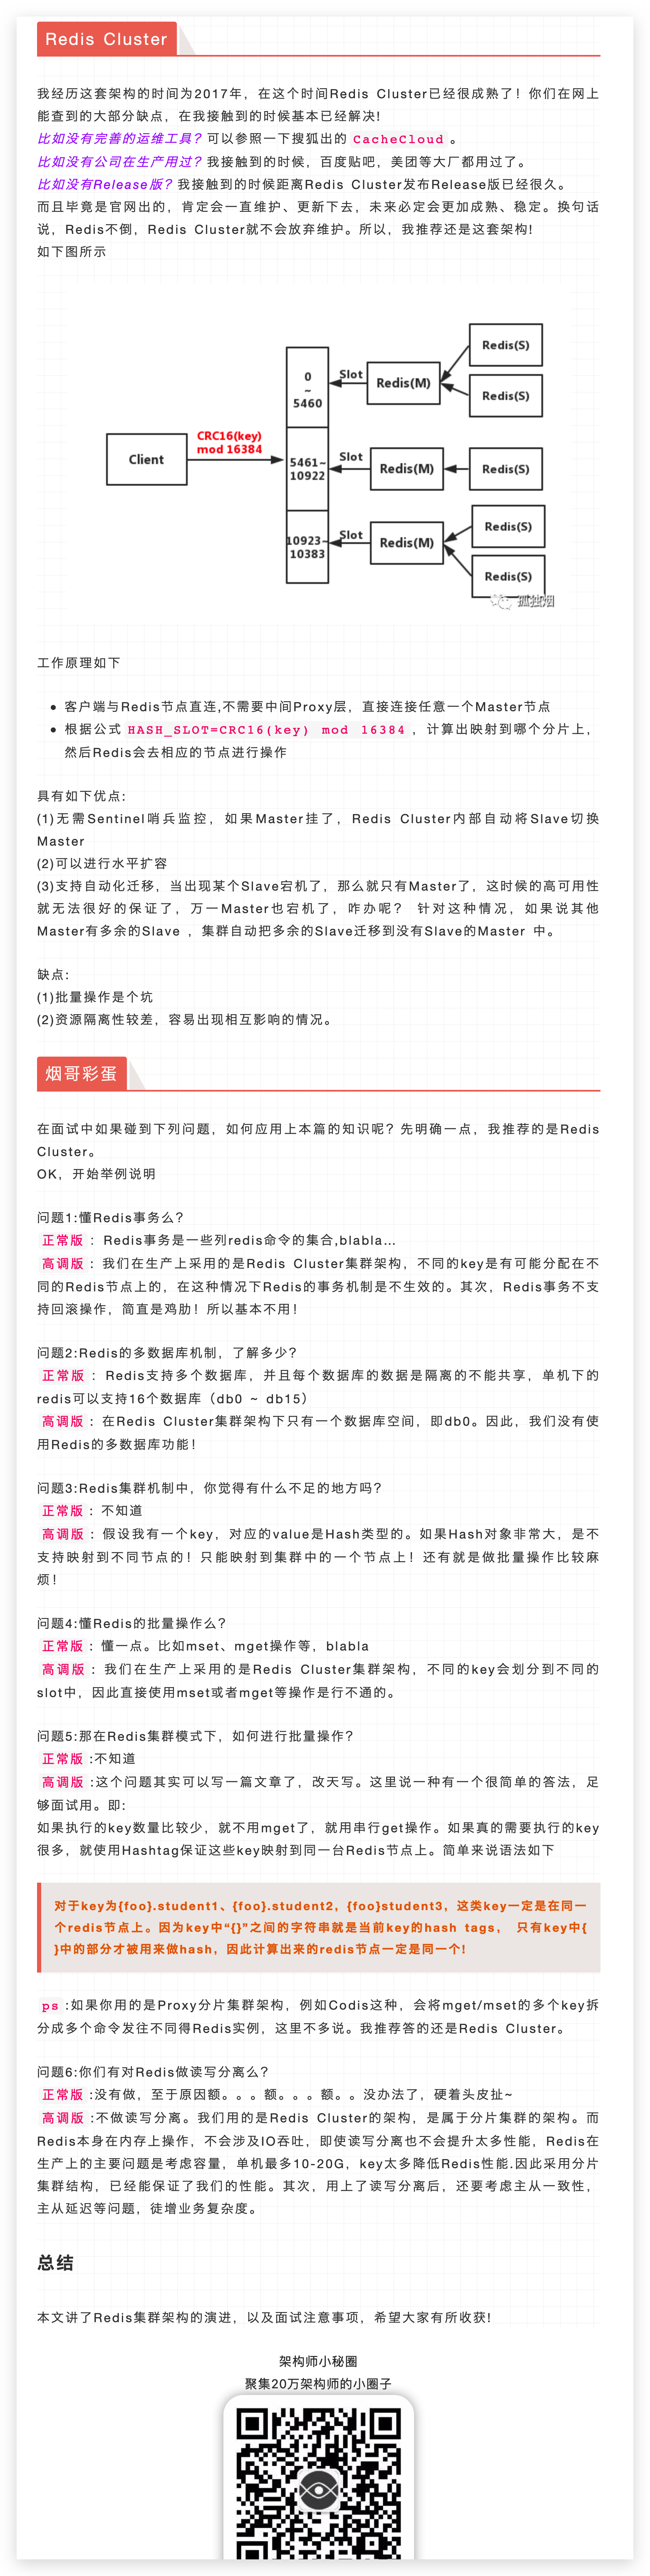 Redis Cluster
我经历这套架构的时间为2017年，在这个时间Redis Cluster已经很成熟了！你们在网上
能查到的大部分缺点，在我接触到的时候基本已经解决!
比如没有完善的运维工具？可以参照一下搜狐出的 CacheCloud 。
比如没有公司在生产用过？我接触到的时候，百度贴吧，美团等大厂都用过了。
比如没有Release版？我接触到的时候距离Redis Cluster发布Release版已经很久。
而且毕竟是官网出的，肯定会一直维护、更新下去，未来必定会更加成熟、稳定。换句话
说，Redis不倒，Redis Cluster就不会放弃维护。所以，我推荐还是这套架构!
如下图所示
Client
CRC16(key)
mod 16384
0
~
5460
5461~
10922
10923~
10383
Slot
Redis(M)
Redis(S)
Redis(S)
Slot
Redis(M)
Redis(S)
Slot
Redis(M)
Redis(S)
Redis(S)
孤独烟
工作原理如下
• 客户端与Redis节点直连,不需要中间Proxy层，直接连接任意一个Master节点
• 根据公式 HASH_SLOT=CRC16(key) mod 16384 ，计算出映射到哪个分片上，
然后Redis会去相应的节点进行操作
具有如下优点:
(1)无需Sentinel哨兵监控，如果Master挂了，Redis Cluster内部自动将Slave切换
Master
(2)可以进行水平扩容
(3)支持自动化迁移，当出现某个Slave宕机了，那么就只有Master了，这时候的高可用性
就无法很好的保证了，万一Master也宕机了，咋办呢？ 针对这种情况，如果说其他
Master有多余的Slave ，集群自动把多余的Slave迁移到没有Slave的Master 中。
缺点:
(1)批量操作是个坑
(2)资源隔离性较差，容易出现相互影响的情况。
烟哥彩蛋
在面试中如果碰到下列问题，如何应用上本篇的知识呢？先明确一点，我推荐的是Redis
Cluster。
OK，开始举例说明
问题1:懂Redis事务么？
正常版 ：Redis事务是一些列redis命令的集合,blabla...
高调版 ：我们在生产上采用的是Redis Cluster集群架构，不同的key是有可能分配在不
同的Redis节点上的，在这种情况下Redis的事务机制是不生效的。其次，Redis事务不支
持回滚操作，简直是鸡肋！所以基本不用！
问题2:Redis的多数据库机制，了解多少？
正常版 ：Redis支持多个数据库，并且每个数据库的数据是隔离的不能共享，单机下的
redis可以支持16个数据库（db0 ~ db15）
高调版 ：在Redis Cluster集群架构下只有一个数据库空间，即db0。因此，我们没有使
用Redis的多数据库功能！
问题3:Redis集群机制中，你觉得有什么不足的地方吗？
正常版 ：不知道
高调版 ：假设我有一个key，对应的value是Hash类型的。如果Hash对象非常大，是不
支持映射到不同节点的！只能映射到集群中的一个节点上！还有就是做批量操作比较麻
烦！
问题4:懂Redis的批量操作么？
正常版 ：懂一点。比如mset、mget操作等，blabla
高调版 ：我们在生产上采用的是Redis Cluster集群架构，不同的key会划分到不同的
slot中，因此直接使用mset或者mget等操作是行不通的。
问题5:那在Redis集群模式下，如何进行批量操作？
正常版 :不知道
高调版 :这个问题其实可以写一篇文章了，改天写。这里说一种有一个很简单的答法，足
够面试用。即:
如果执行的key数量比较少，就不用mget了，就用串行get操作。如果真的需要执行的key
很多，就使用Hashtag保证这些key映射到同一台Redis节点上。简单来说语法如下
对于key为{foo}.student1、{foo}.student2，{foo}student3，这类key一定是在同一
个redis节点上。因为key中“{}”之间的字符串就是当前key的hash tags， 只有key中{
}中的部分才被用来做hash，因此计算出来的redis节点一定是同一个!
ps :如果你用的是Proxy分片集群架构，例如Codis这种，会将mget/mset的多个key拆
分成多个命令发往不同得Redis实例，这里不多说。我推荐答的还是Redis Cluster。
问题6:你们有对Redis做读写分离么？
正常版 :没有做，至于原因额。。。额。。。额。。没办法了，硬着头皮扯~
高调版 :不做读写分离。我们用的是Redis Cluster的架构，是属于分片集群的架构。而
Redis本身在内存上操作，不会涉及IO吞吐，即使读写分离也不会提升太多性能，Redis在
生产上的主要问题是考虑容量，单机最多10-20G，key太多降低Redis性能.因此采用分片
集群结构，已经能保证了我们的性能。其次，用上了读写分离后，还要考虑主从一致性，
主从延迟等问题，徒增业务复杂度。
总结
本文讲了Redis集群架构的演进，以及面试注意事项，希望大家有所收获!
架构师小秘圈
聚集20万架构师的小圈子